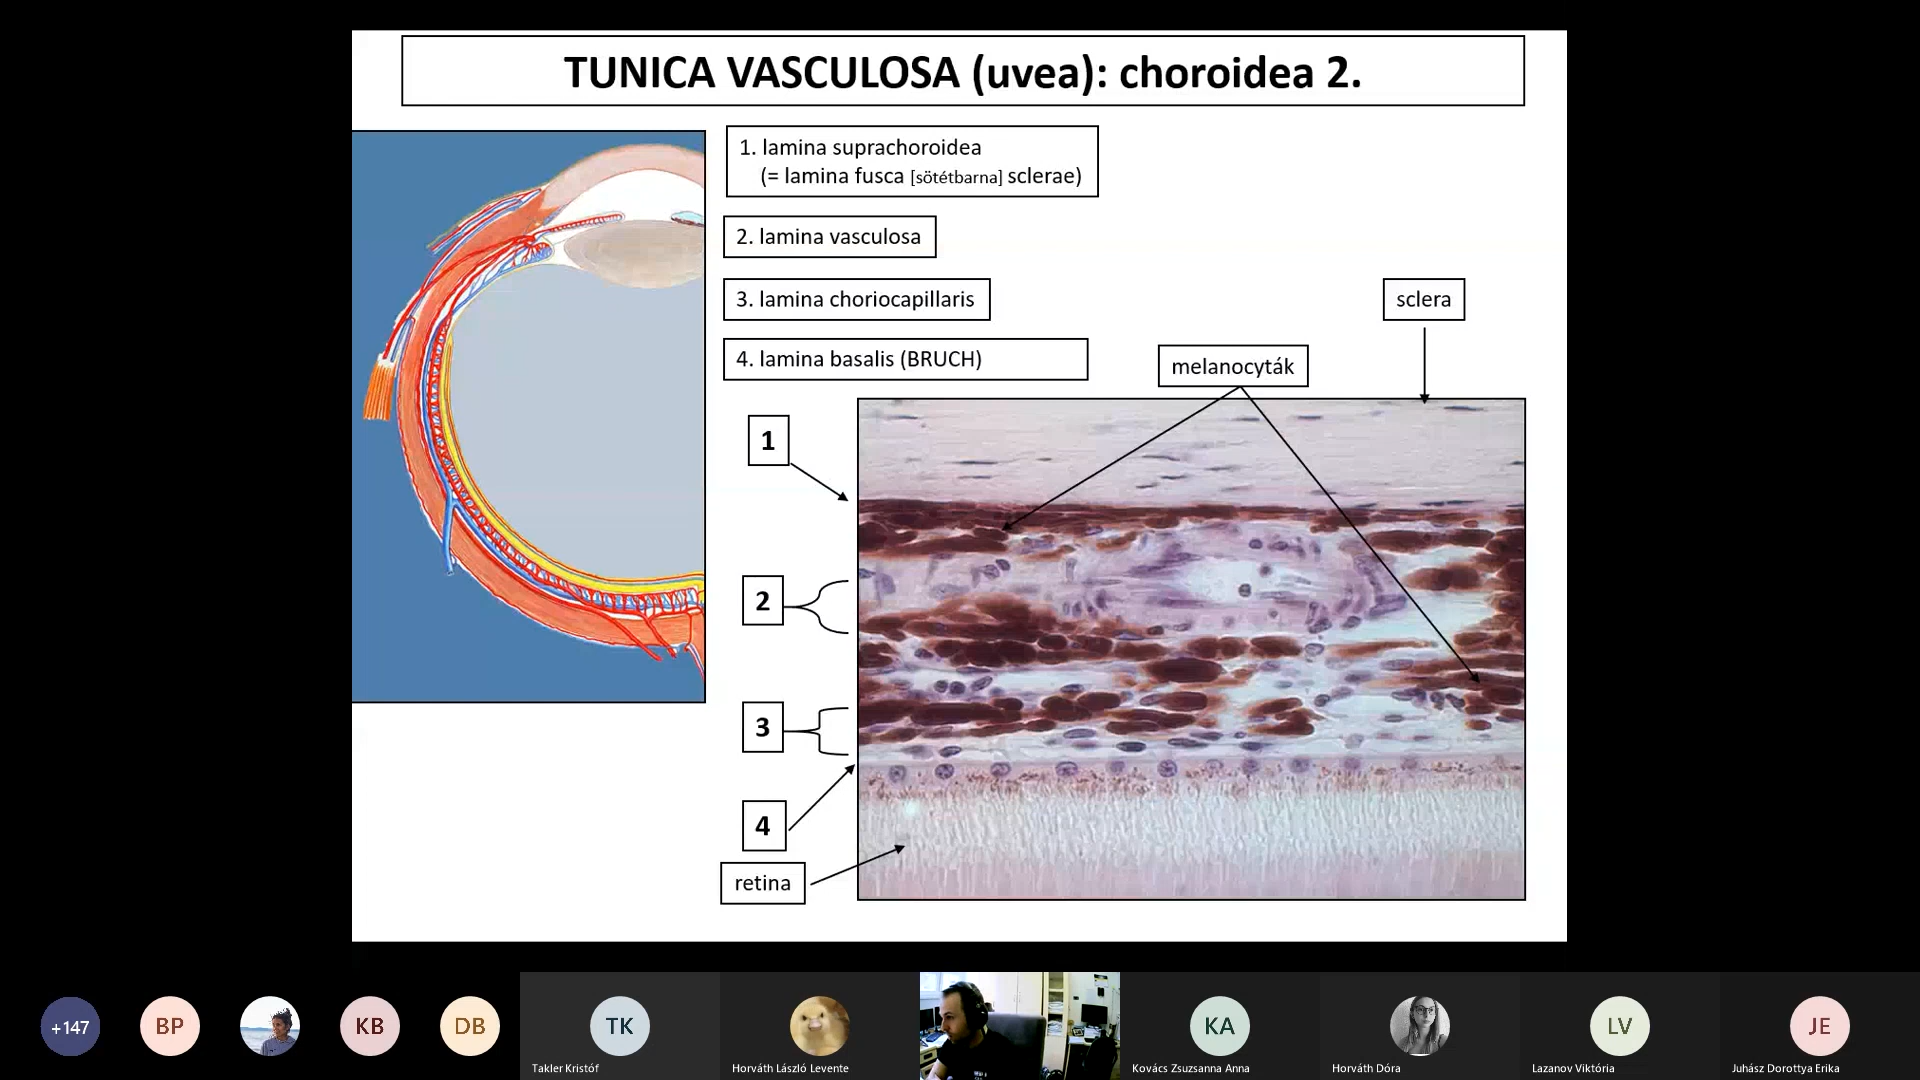 TUNICA VASCULOSA (uvea): choroidea 2.
1. lamina suprachoroidea
(= lamina fusca [sötétbarna] sclerae)
2. lamina vasculosa
3. lamina choriocapillaris
4. lamina basalis (BRUCH)
sclera
melanocyták
1
2
3
4
retina
+147
BP
KB
DB
TK
KA
LV
JE
Takler Kristóf
Horváth László Levente
Kovács Zsuzsanna Anna
Horváth Dóra
Lazanov Viktória
Juhász Dorottya Erika